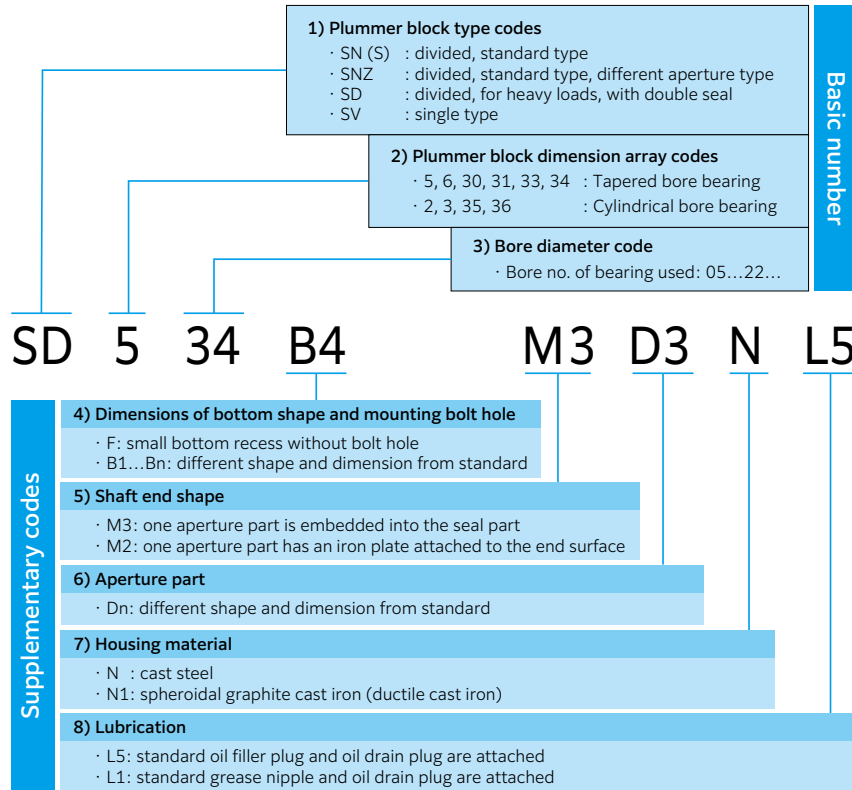 1) Plummer block type codes
· SN (S) : divided, standard type
· SNZ : divided, standard type, different aperture type
· SD : divided, for heavy loads, with double seal
· SV : single type
2) Plummer block dimension array codes
· 5, 6, 30, 31, 33, 34 : Tapered bore bearing
· 2, 3, 35, 36 : Cylindrical bore bearing
3) Bore diameter code
· Bore no. of bearing used: 05...22...
Basic number
SD 5 34 B4 M3 D3 N L5
Supplementary codes
4) Dimensions of bottom shape and mounting bolt hole
· F: small bottom recess without bolt hole
· B1...Bn: different shape and dimension from standard
5) Shaft end shape
· M3: one aperture part is embedded into the seal part
· M2: one aperture part has an iron plate attached to the end surface
6) Aperture part
· Dn: different shape and dimension from standard
7) Housing material
· N : cast steel
· N1: spheroidal graphite cast iron (ductile cast iron)
8) Lubrication
· L5: standard oil filler plug and oil drain plug are attached
· L1: standard grease nipple and oil drain plug are attached